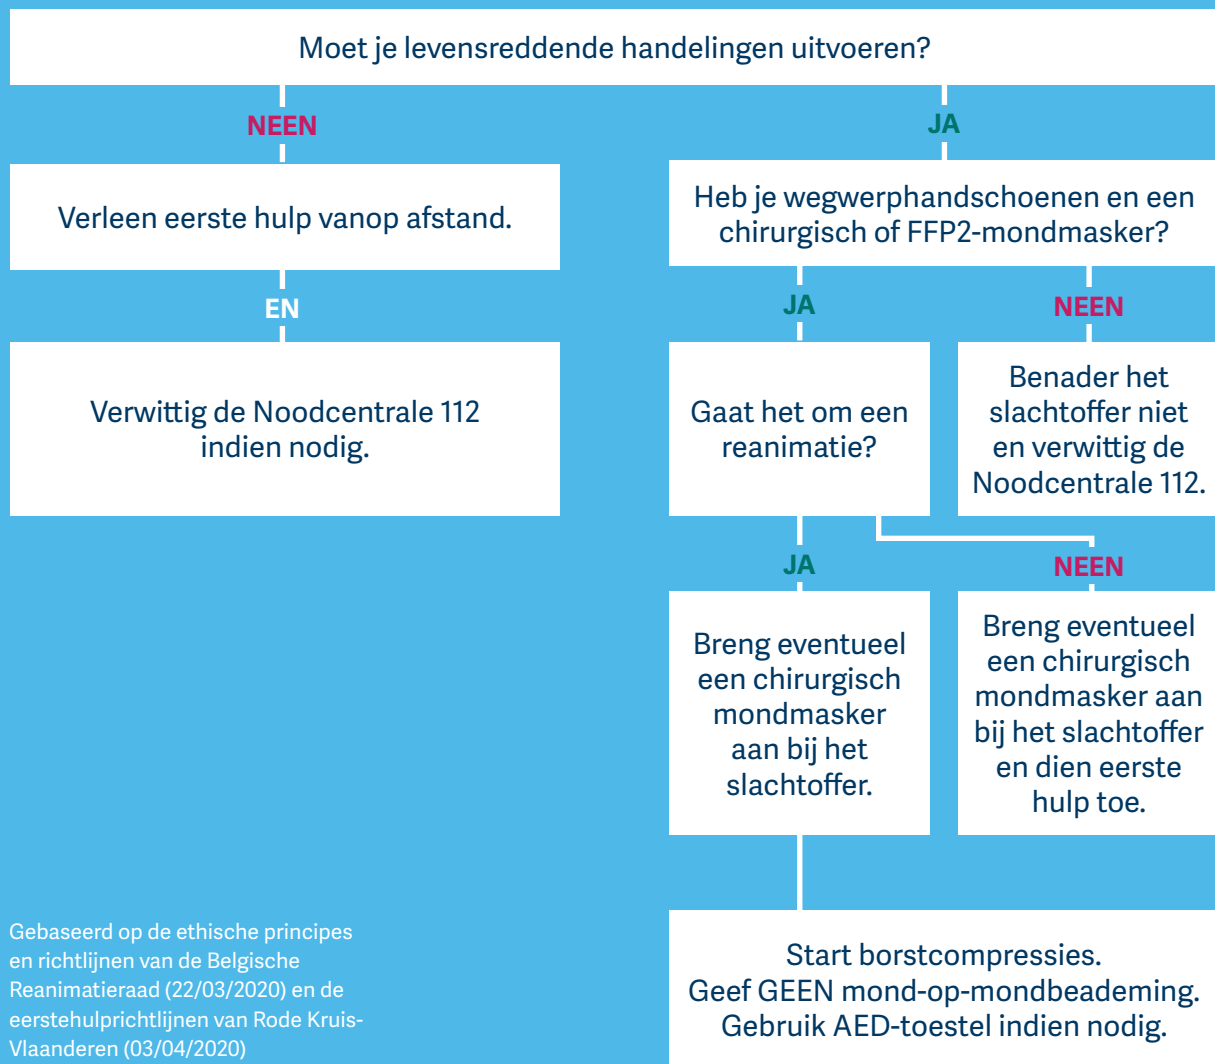 Moet je levensreddende handelingen uitvoeren?
NEEN
JA
Verleen eerste hulp vanop afstand.
Heb je wegwerphandschoenen en een
chirurgisch of FFP2-mondmasker?
EN
JA
NEEN
Verwittig de Noodcentrale 112
indien nodig.
Gaat het om een
reanimatie?
Benader het
slachtoffer niet
en verwittig de
Noodcentrale 112.
JA
NEEN
Breng eventueel
een chirurgisch
mondmasker
aan bij het
slachtoffer.
Breng eventueel
een chirurgisch
mondmasker aan
bij het slachtoffer
en dien eerste
hulp toe.
Gebaseerd op de ethische principes
en richtlijnen van de Belgische
Reanimatieraad (22/03/2020) en de
eerstehulprichtlijnen van Rode Kruis-
Vlaanderen (03/04/2020)
Start borstcompressies.
Geef GEEN mond-op-mondbeademing.
Gebruik AED-toestel indien nodig.